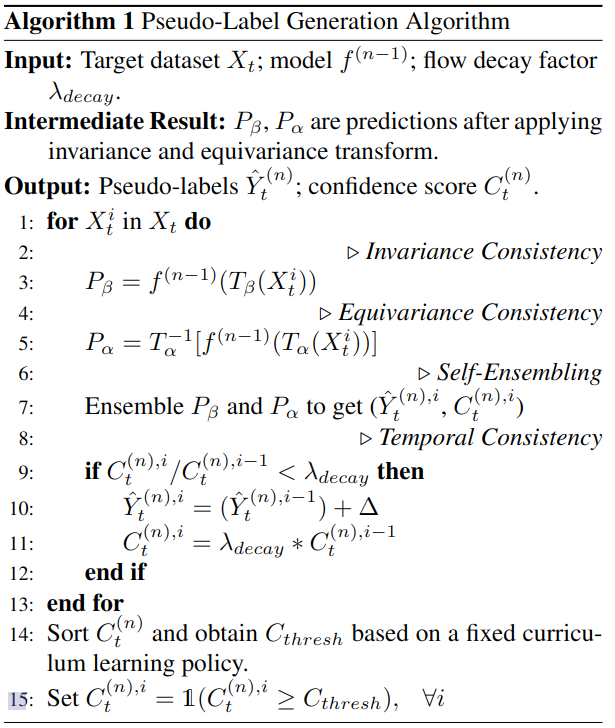 Algorithm 1 Pseudo-Label Generation Algorithm
Input: Target dataset $X_t$; model $f^{(n-1)}$; flow decay factor
$\lambda_{decay}$.
Intermediate Result: $P_\beta$, $P_\alpha$ are predictions after applying
invariance and equivariance transform.
Output: Pseudo-labels $\hat{Y}_t^{(n)}$; confidence score $C_t^{(n)}$.
1: for $X_t^i$ in $X_t$ do
2: ▷ Invariance Consistency
3: $P_\beta = f^{(n-1)}(T_\beta(X_t^i))$
4: ▷ Equivariance Consistency
5: $P_\alpha = T_\alpha^{-1}[f^{(n-1)}(T_\alpha(X_t^i))]$
6: ▷ Self-Ensembling
7: Ensemble $P_\beta$ and $P_\alpha$ to get $(\hat{Y}_t^{(n),i}, C_t^{(n),i})$
8: ▷ Temporal Consistency
9: if $C_t^{(n),i}/C_t^{(n),i-1} < \lambda_{decay}$ then
10: $\hat{Y}_t^{(n),i} = (\hat{Y}_t^{(n),i-1}) + \Delta$
11: $C_t^{(n),i} = \lambda_{decay} * C_t^{(n),i-1}$
12: end if
13: end for
14: Sort $C_t^{(n)}$ and obtain $C_{thresh}$ based on a fixed curricu-
lum learning policy.
15: Set $C_t^{(n),i} = \mathbb{1}(C_t^{(n),i} \geq C_{thresh}), \quad \forall i$